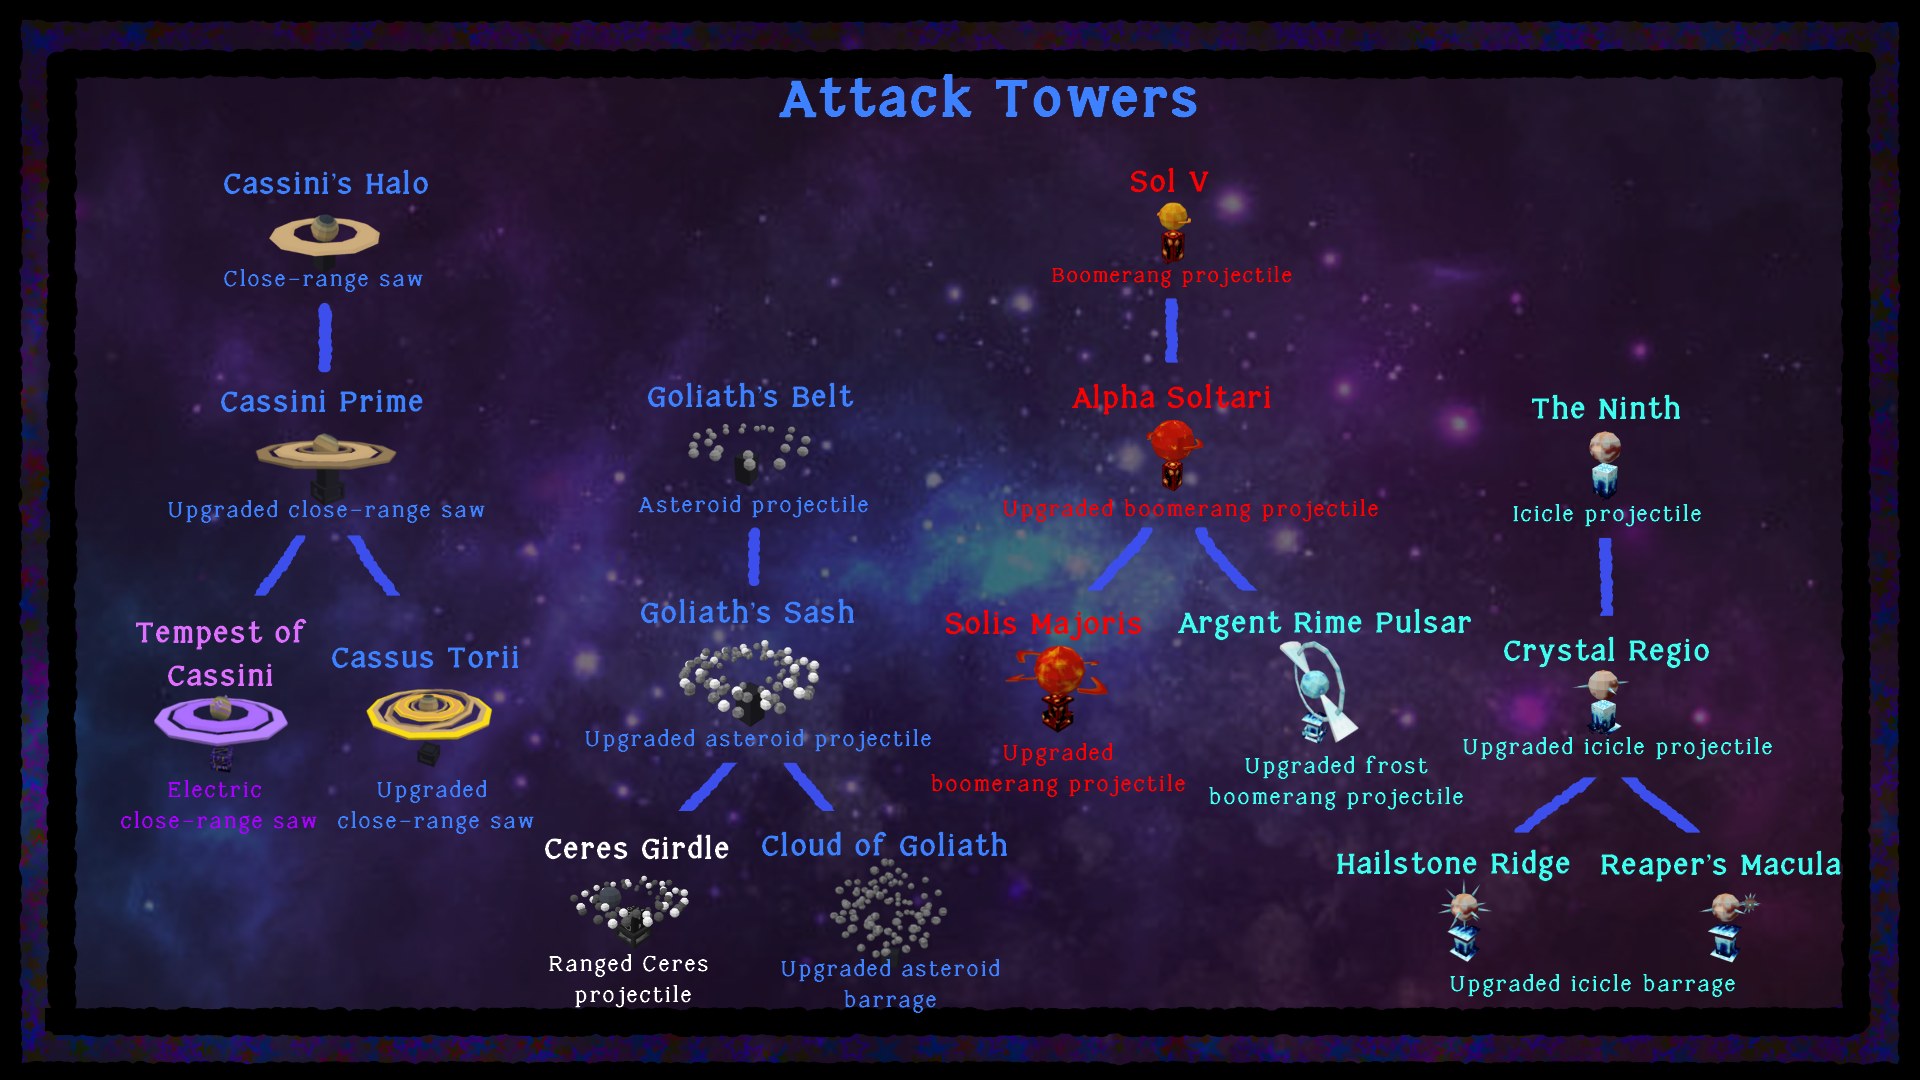 Attack Towers
Cassini's Halo
Close-range saw
Cassini Prime
Upgraded close-range saw
Tempest of
Cassini
Electric
close-range saw
Cassus Torii
Upgraded
close-range saw
Goliath's Belt
Asteroid projectile
Goliath's Sash
Upgraded asteroid projectile
Ceres Girdle
Ranged Ceres
projectile
Cloud of Goliath
Upgraded asteroid
barrage
Sol V
Boomerang projectile
Alpha Soltari
Upgraded boomerang projectile
Solis Majoris
Upgraded
boomerang projectile
Argent Rime Pulsar
Upgraded frost
boomerang projectile
The Ninth
Icicle projectile
Crystal Regio
Upgraded icicle projectile
Hailstone Ridge
Reaper's Macula
Upgraded icicle barrage